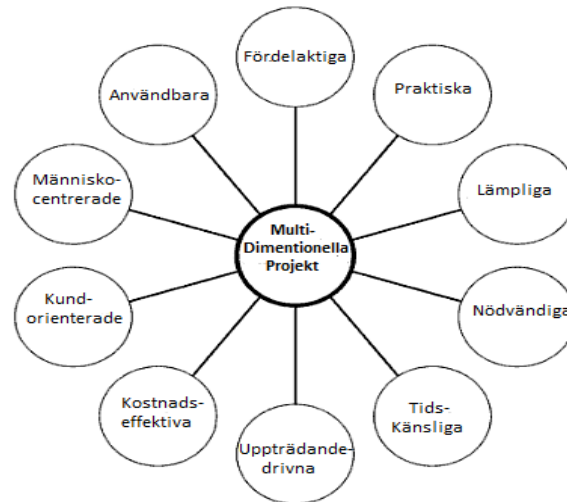 Fördelaktiga
Praktiska
Lämpliga
Nödvändiga
Tids-
Känsliga
Uppträdande-
drivna
Kostnads-
effektiva
Kund-
orienterade
Människo-
centrerade
Användbara
Multi-
Dimentionella
Projekt